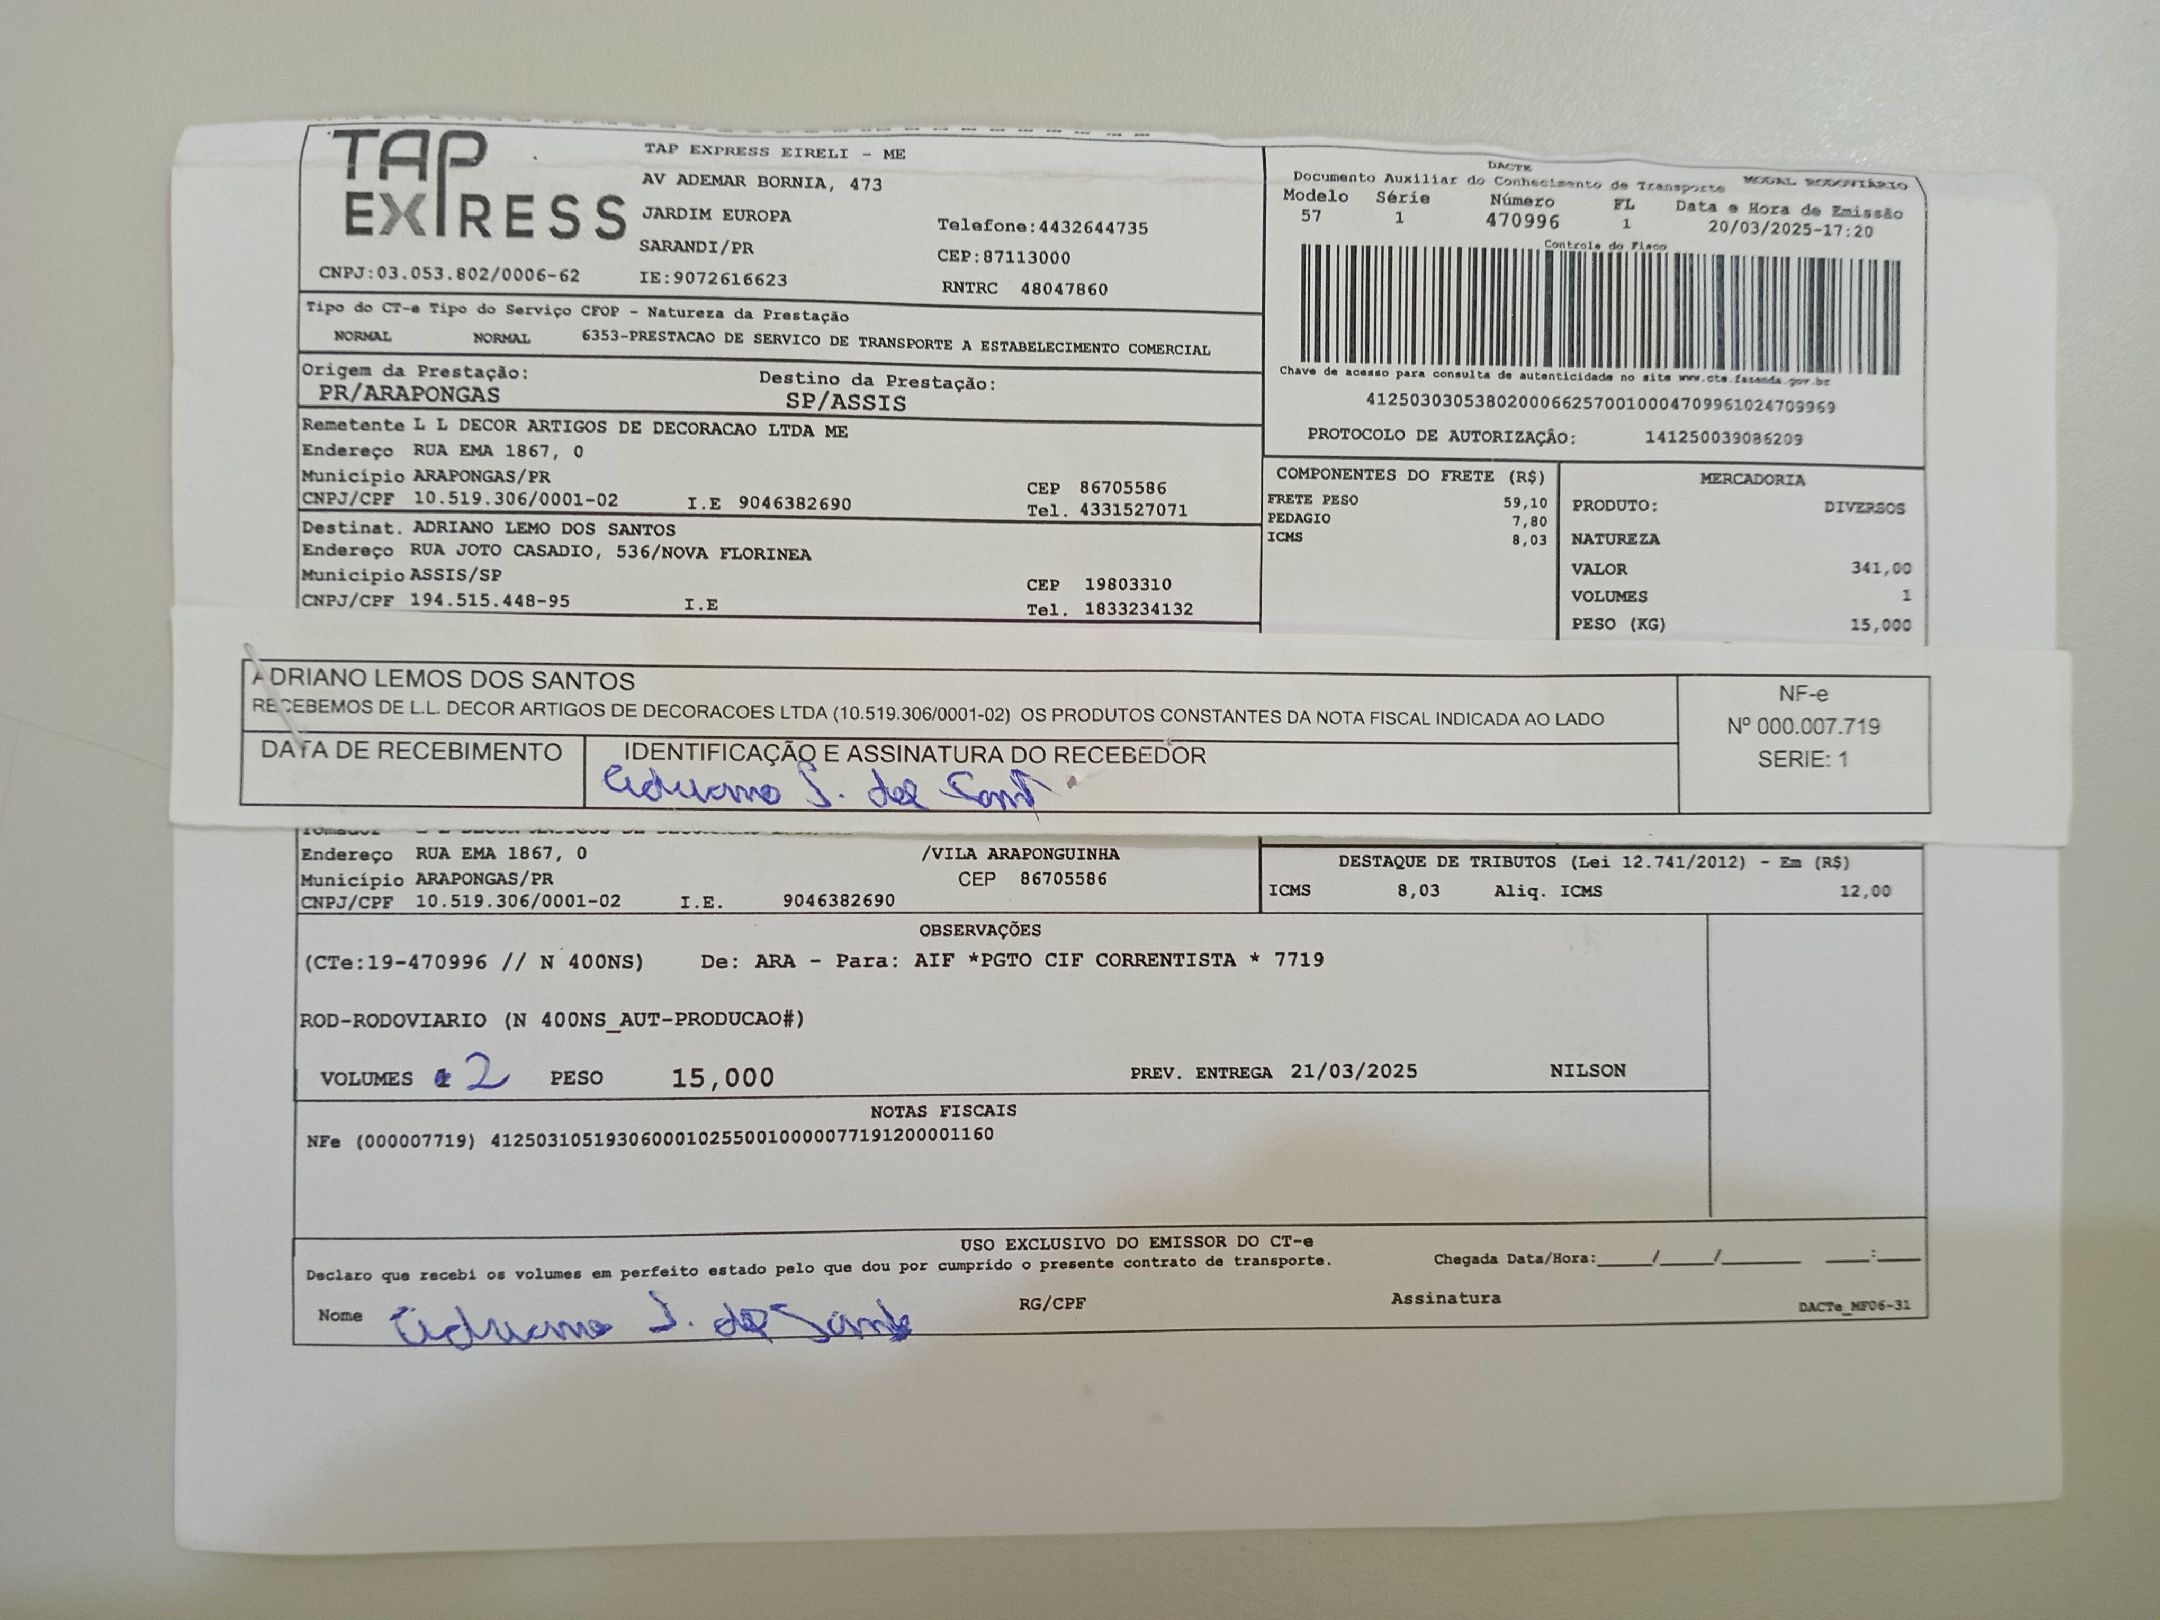 TAP EXPRESS
TAP EXPRESS EIRELI - ME
AV ADEMAR BORNIA, 473
JARDIM EUROPA
SARANDI/PR
Telefone:4432644735
CEP:87113000
CNPJ:03.053.802/0006-62 IE:9072616623 RNTRC 48047860
DACTE
Documento Auxiliar do Conhecimento de Transporte MODAL RODOVIÁRIO
Modelo Série Número FL Data e Hora de Emissão
57 1 470996 1 20/03/2025-17:20
Controle do Fisco
Chave de acesso para consulta de autenticidade no site www.cte.fazenda.gov.br
41250303053802000662570010004709961024709969
PROTOCOLO DE AUTORIZAÇÂO: 141250039086209
Tipo do CT-e Tipo do Serviço CFOP - Natureza da Prestação
NORMAL NORMAL 6353-PRESTACAO DE SERVICO DE TRANSPORTE A ESTABELECIMENTO COMERCIAL
Origem da Prestação: Destino da Prestação:
PR/ARAPONGAS SP/ASSIS
Remetente L L DECOR ARTIGOS DE DECORACAO LTDA ME
Endereço RUA EMA 1867, 0
Município ARAPONGAS/PR CEP 86705586
CNPJ/CPF 10.519.306/0001-02 I.E 9046382690 Tel. 4331527071
Destinat. ADRIANO LEMO DOS SANTOS
Endereço RUA JOTO CASADIO, 536/NOVA FLORINEA
Município ASSIS/SP CEP 19803310
CNPJ/CPF 194.515.448-95 I.E Tel. 1833234132
COMPONENTES DO FRETE (R$)
FRETE PESO 59,10
PEDAGIO 7,80
ICMS 8,03
MERCADORIA
PRODUTO: DIVERSOS
NATUREZA
VALOR 341,00
VOLUMES 1
PESO (KG) 15,000
ADRIANO LEMOS DOS SANTOS
RECEBEMOS DE L.L. DECOR ARTIGOS DE DECORACOES LTDA (10.519.306/0001-02) OS PRODUTOS CONSTANTES DA NOTA FISCAL INDICADA AO LADO
DATA DE RECEBIMENTO IDENTIFICAÇÃO E ASSINATURA DO RECEBEDOR
NF-e
Nº 000.007.719
SERIE: 1
Tomador
Endereço RUA EMA 1867, 0 /VILA ARAPONGUINHA
Município ARAPONGAS/PR CEP 86705586
CNPJ/CPF 10.519.306/0001-02 I.E. 9046382690
DESTAQUE DE TRIBUTOS (Lei 12.741/2012) - Em (R$)
ICMS 8,03 Aliq. ICMS 12,00
OBSERVAÇÕES
(CTe:19-470996 // N 400NS) De: ARA - Para: AIF *PGTO CIF CORRENTISTA * 7719
ROD-RODOVIARIO (N 400NS_AUT-PRODUCAO#)
VOLUMES 1 2 PESO 15,000 PREV. ENTREGA 21/03/2025 NILSON
NOTAS FISCAIS
NFe (000007719) 41250310519306000102550010000077191200001160
USO EXCLUSIVO DO EMISSOR DO CT-e
Declaro que recebi os volumes em perfeito estado pelo que dou por cumprido o presente contrato de transporte. Chegada Data/Hora:____/____/______ ___:___
Nome RG/CPF Assinatura DACTe_MF06-31